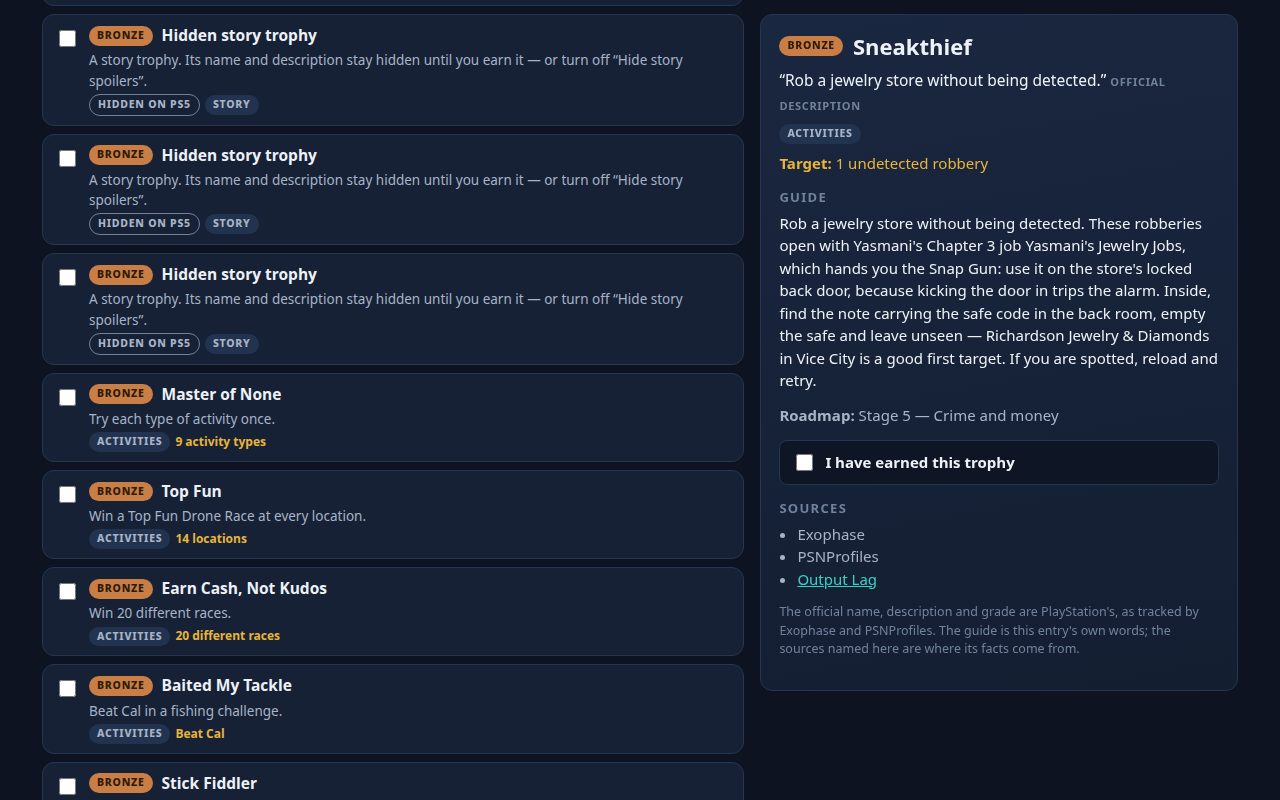 BRONZE Hidden story trophy
A story trophy. Its name and description stay hidden until you earn it — or turn off “Hide story
spoilers”.
HIDDEN ON PS5 STORY
BRONZE Hidden story trophy
A story trophy. Its name and description stay hidden until you earn it — or turn off “Hide story
spoilers”.
HIDDEN ON PS5 STORY
BRONZE Hidden story trophy
A story trophy. Its name and description stay hidden until you earn it — or turn off “Hide story
spoilers”.
HIDDEN ON PS5 STORY
BRONZE Master of None
Try each type of activity once.
ACTIVITIES 9 activity types
BRONZE Top Fun
Win a Top Fun Drone Race at every location.
ACTIVITIES 14 locations
BRONZE Earn Cash, Not Kudos
Win 20 different races.
ACTIVITIES 20 different races
BRONZE Baited My Tackle
Beat Cal in a fishing challenge.
ACTIVITIES Beat Cal
BRONZE Stick Fiddler
BRONZE Sneakthief
“Rob a jewelry store without being detected.” OFFICIAL
DESCRIPTION
ACTIVITIES
Target: 1 undetected robbery
GUIDE
Rob a jewelry store without being detected. These robberies
open with Yasmani's Chapter 3 job Yasmani's Jewelry Jobs,
which hands you the Snap Gun: use it on the store's locked
back door, because kicking the door in trips the alarm. Inside,
find the note carrying the safe code in the back room, empty
the safe and leave unseen — Richardson Jewelry & Diamonds
in Vice City is a good first target. If you are spotted, reload and
retry.
Roadmap: Stage 5 — Crime and money
I have earned this trophy
SOURCES
Exophase
PSNProfiles
Output Lag
The official name, description and grade are PlayStation's, as tracked by
Exophase and PSNProfiles. The guide is this entry's own words; the
sources named here are where its facts come from.